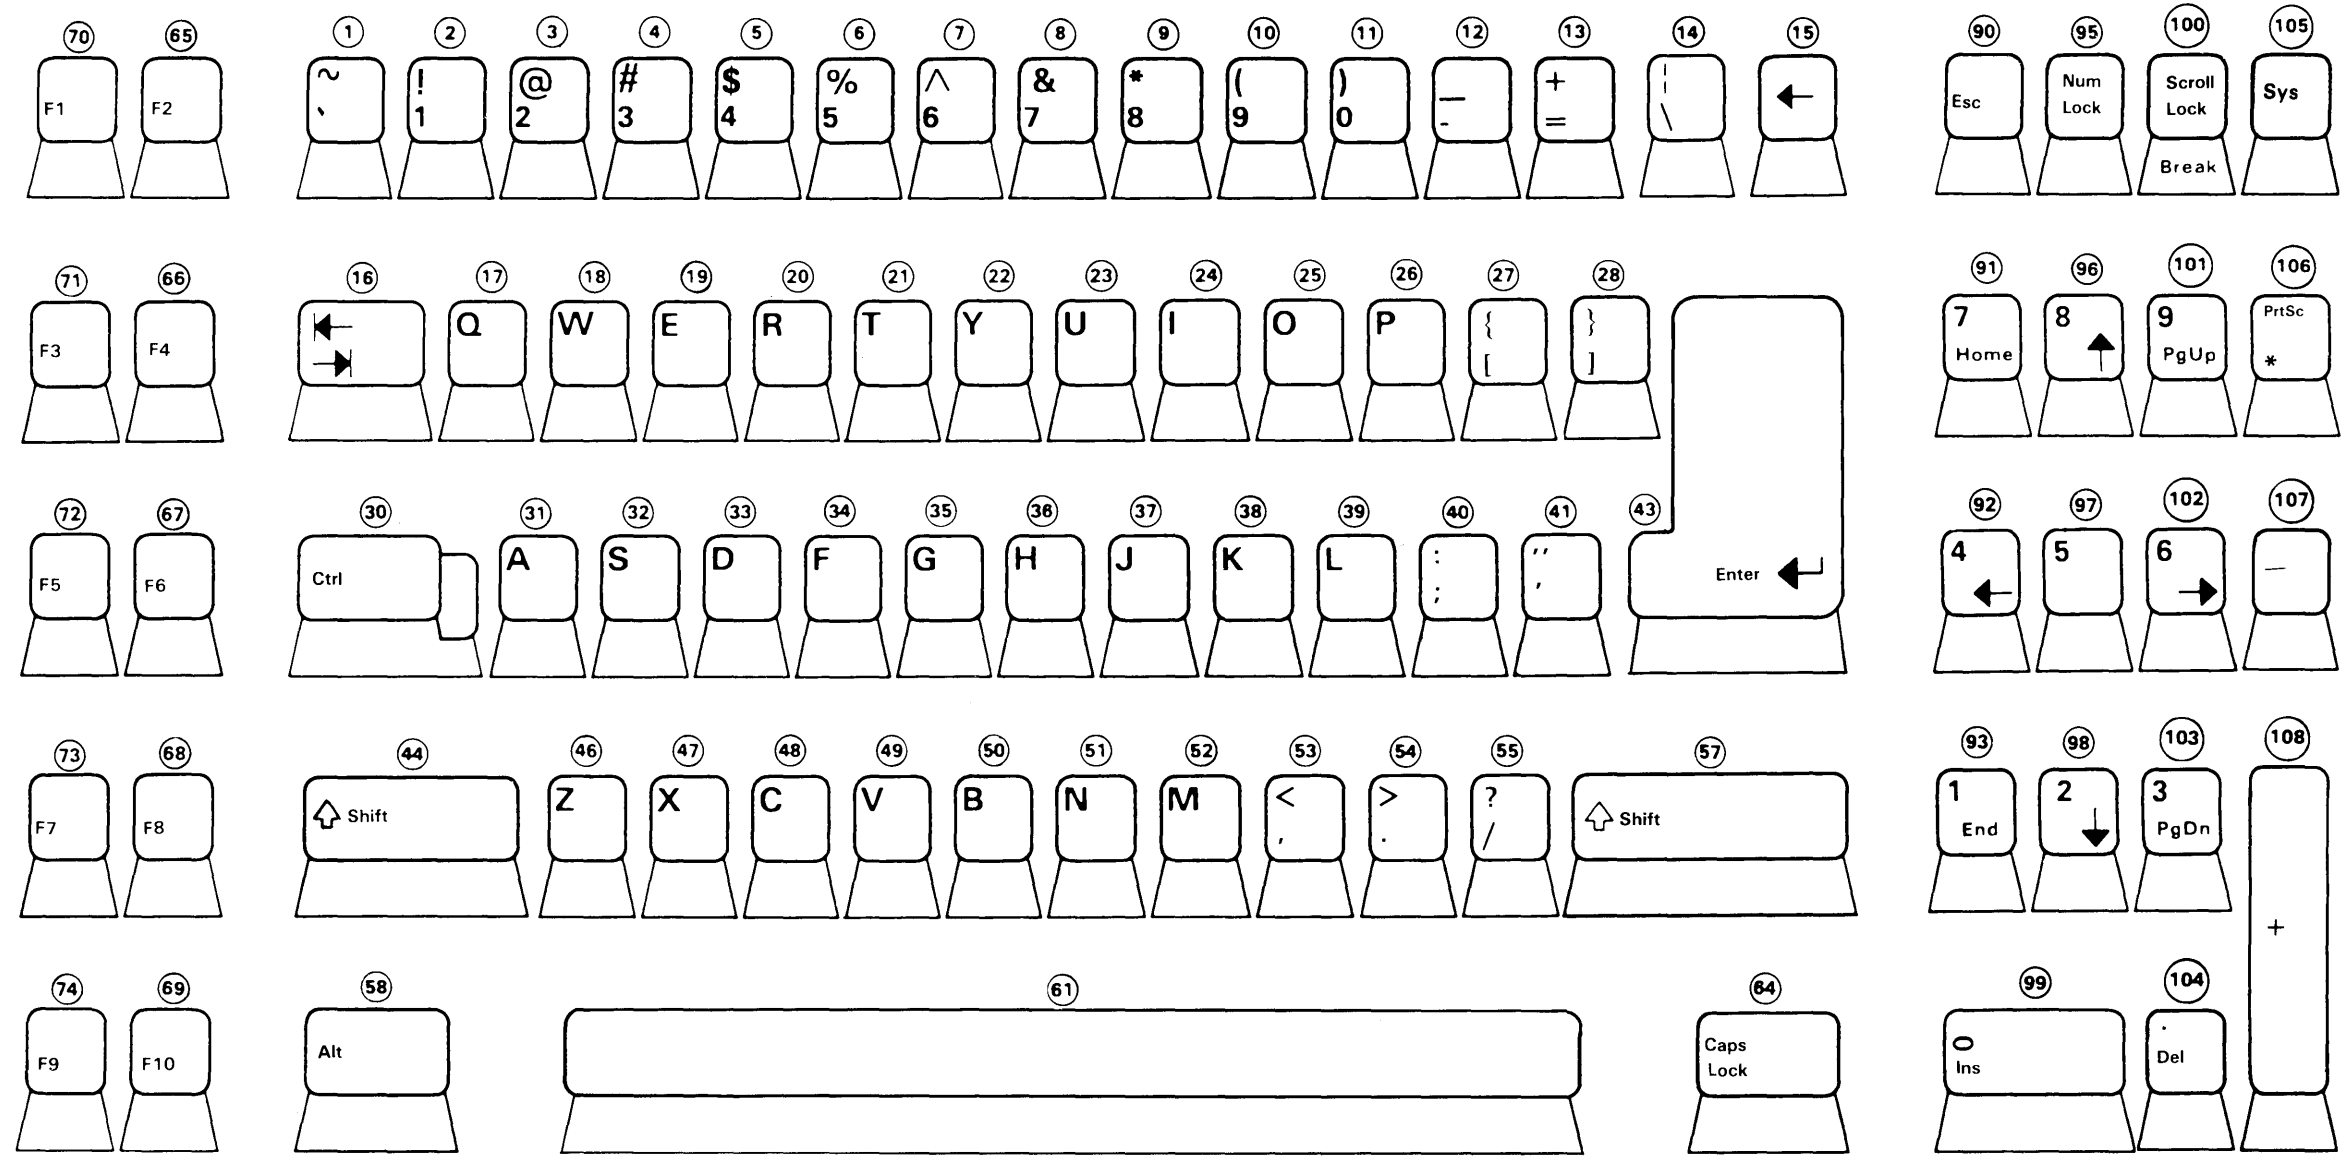 70 65 1 2 3 4 5 6 7 8 9 10 11 12 13 14 15 90 95 100 105
F1 F2 ~ ` ! 1 @ 2 # 3 $ 4 % 5 ^ 6 & 7 * 8 ( 9 ) 0 _ - + = ¦ \ ← Esc Num Lock Scroll Lock Sys
Break
71 66 16 17 18 19 20 21 22 23 24 25 26 27 28 91 96 101 106
F3 F4 ⇤ ⇥ Q W E R T Y U I O P { [ } ] 7 Home 8 ↑ 9 PgUp PrtSc *
72 67 30 31 32 33 34 35 36 37 38 39 40 41 43 92 97 102 107
F5 F6 Ctrl A S D F G H J K L : ; " ' Enter ↵ 4 ← 5 6 → —
73 68 44 46 47 48 49 50 51 52 53 54 55 57 93 98 103 108
F7 F8 ⇧ Shift Z X C V B N M < , > . ? / ⇧ Shift 1 End 2 ↓ 3 PgDn +
74 69 58 61 64 99 104
F9 F10 Alt Caps Lock 0 Ins . Del